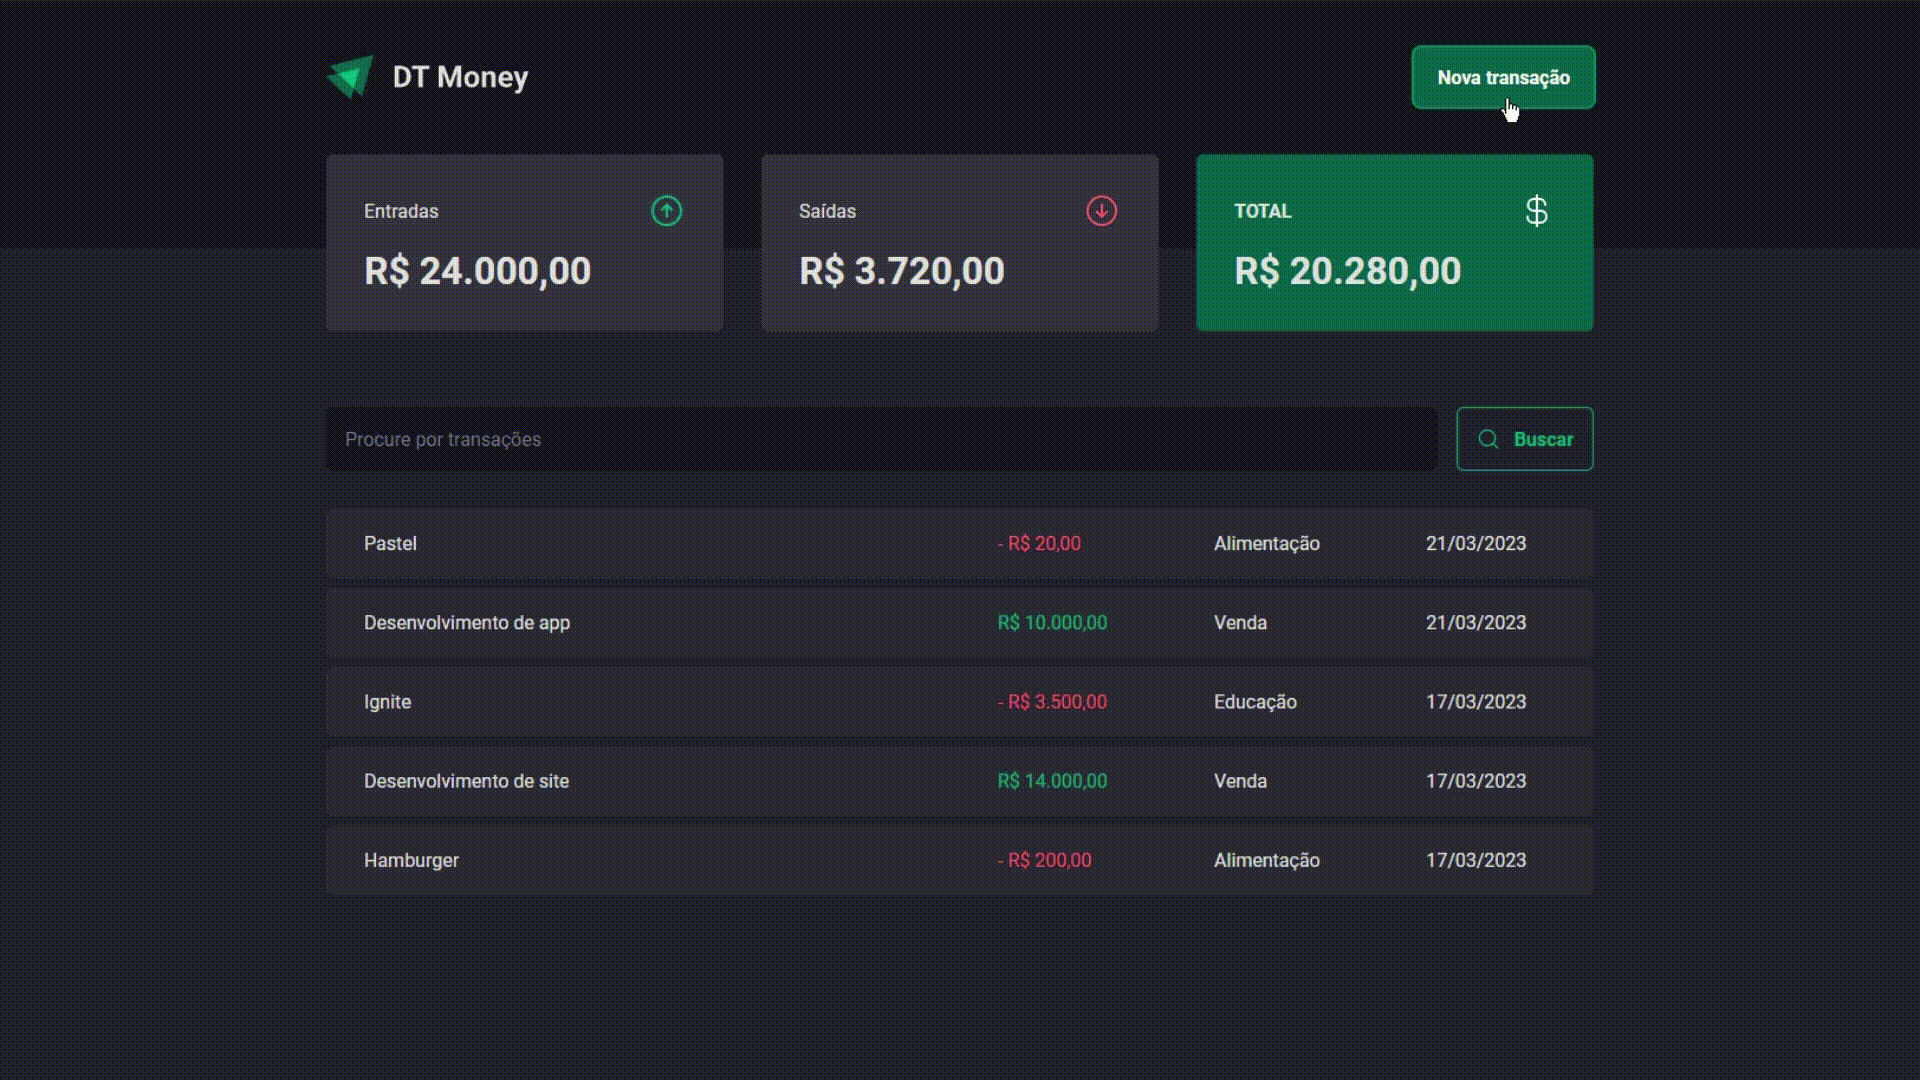 DT Money
Nova transação
Entradas
R$ 24.000,00
Saídas
R$ 3.720,00
TOTAL
$
R$ 20.280,00
Procure por transações
Buscar
Pastel - R$ 20,00 Alimentação 21/03/2023
Desenvolvimento de app R$ 10.000,00 Venda 21/03/2023
Ignite - R$ 3.500,00 Educação 17/03/2023
Desenvolvimento de site R$ 14.000,00 Venda 17/03/2023
Hamburger - R$ 200,00 Alimentação 17/03/2023